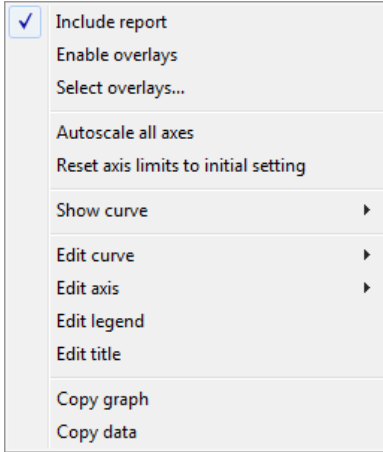 Include report
Enable overlays
Select overlays...
Autoscale all axes
Reset axis limits to initial setting
Show curve
Edit curve
Edit axis
Edit legend
Edit title
Copy graph
Copy data